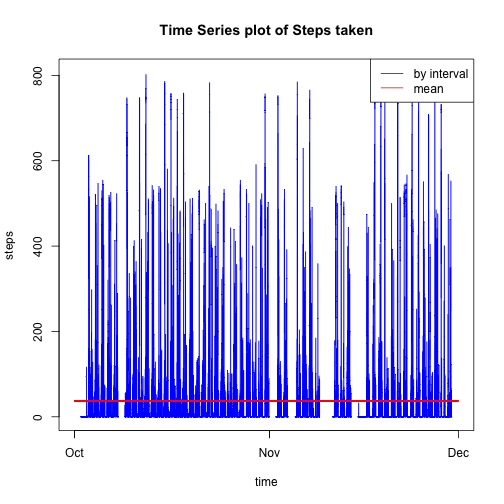 Time Series plot of Steps taken
by interval
mean
800
600
400
200
0
steps
Oct
Nov
Dec
time